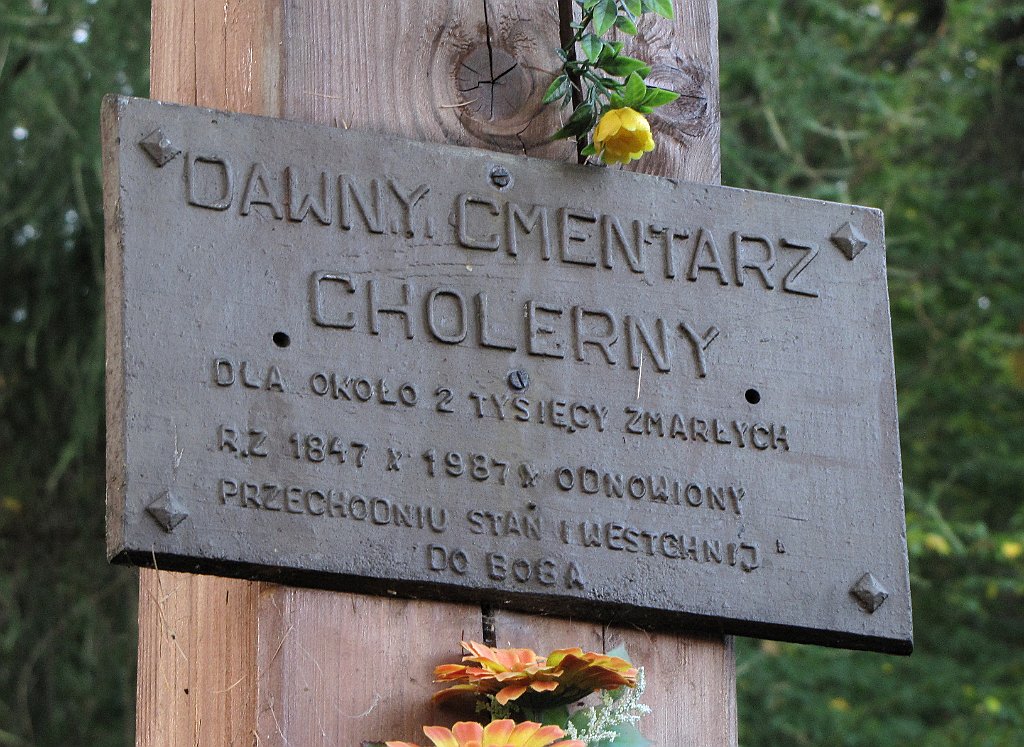 DAWNY CMENTARZ
CHOLERNY
DLA OKOŁO 2 TYSIĘCY ZMARŁYCH
R.Z 1847 x 1987 x ODNOWIONY
PRZECHODNIU STAŃ I WESTCHNIJ
DO BOGA